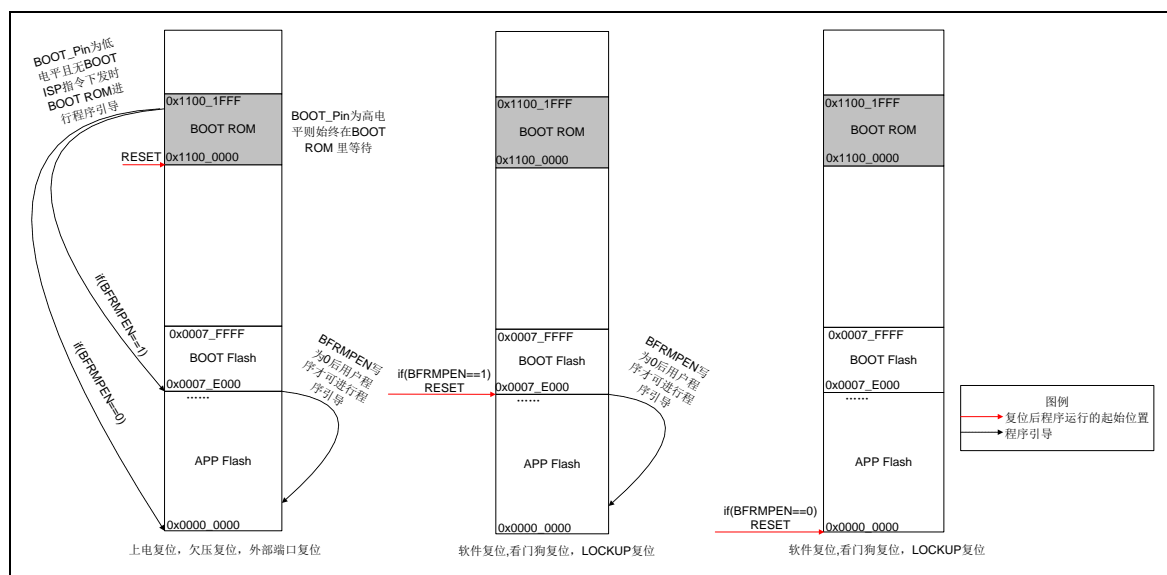 BOOT_Pin为低
电平且无BOOT
ISP指令下发时
BOOT ROM进
行程序引导
0x1100_1FFF
BOOT ROM
0x1100_0000
RESET
BOOT_Pin为高电
平则始终在BOOT
ROM 里等待
if(BFRMPEN==1)
if(BFRMPEN==0)
0x0007_FFFF
BOOT Flash
0x0007_E000
......
APP Flash
0x0000_0000
BFRMPEN写
为0后用户程
序才可进行程
序引导
上电复位，欠压复位，外部端口复位
0x1100_1FFF
BOOT ROM
0x1100_0000
0x0007_FFFF
BOOT Flash
if(BFRMPEN==1)
RESET
0x0007_E000
......
APP Flash
0x0000_0000
BFRMPEN写
为0后用户程
序才可进行程
序引导
软件复位,看门狗复位，LOCKUP复位
0x1100_1FFF
BOOT ROM
0x1100_0000
0x0007_FFFF
BOOT Flash
0x0007_E000
......
APP Flash
if(BFRMPEN==0)
RESET
0x0000_0000
软件复位,看门狗复位，LOCKUP复位
图例
复位后程序运行的起始位置
程序引导